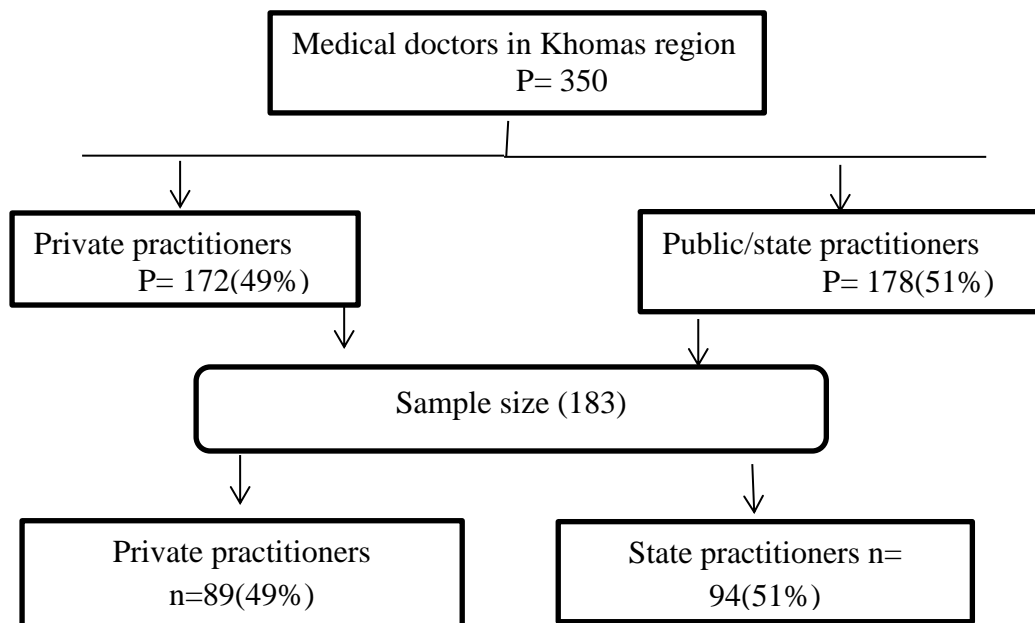 Medical doctors in Khomas region
P= 350
Private practitioners
P= 172(49%)
Public/state practitioners
P= 178(51%)
Sample size (183)
Private practitioners
n=89(49%)
State practitioners n=
94(51%)